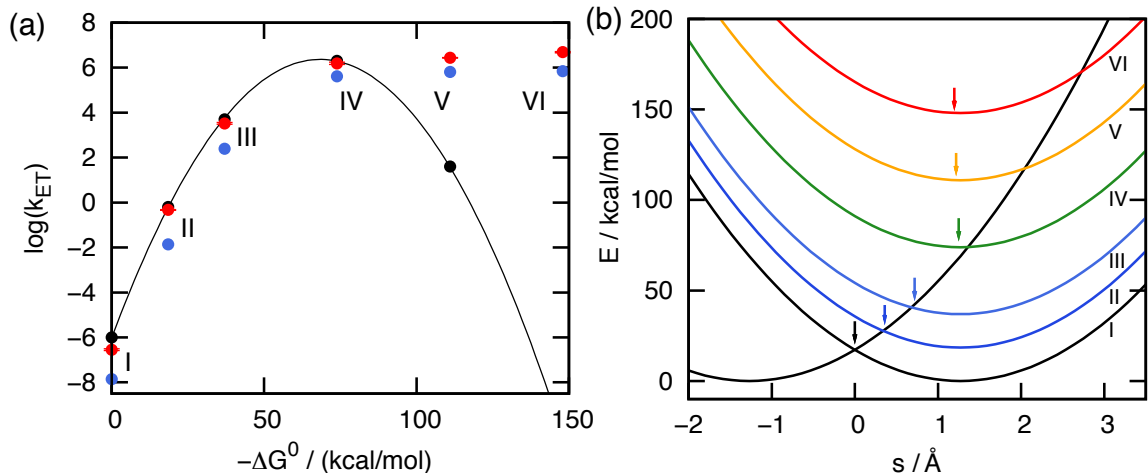 (a)
8
6
4
2
0
−2
−4
−6
−8
log(k_ET)
I
II
III
IV
V
VI
0
50
100
150
−ΔG⁰ / (kcal/mol)
(b)
200
150
100
50
0
E / kcal/mol
VI
V
IV
III
II
I
−2
−1
0
1
2
3
s / Å